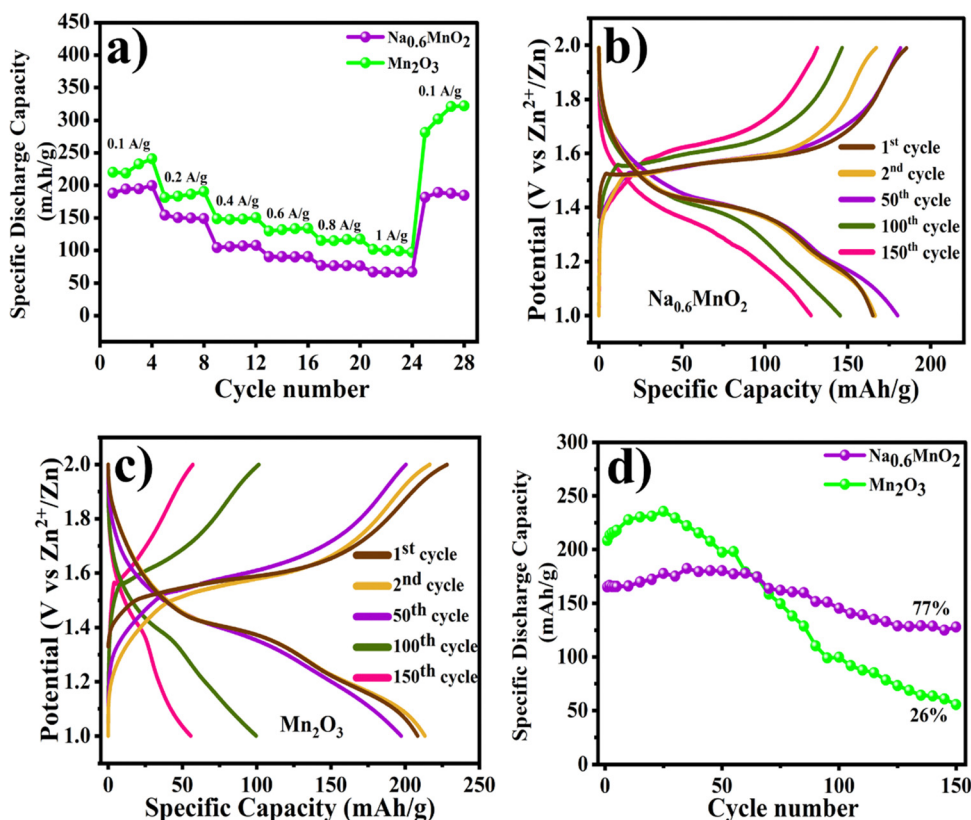 a)
Na0.6MnO2
Mn2O3
0.1 A/g
0.2 A/g
0.4 A/g
0.6 A/g
0.8 A/g
1 A/g
0.1 A/g
450
400
350
300
250
200
150
100
50
0
0 4 8 12 16 20 24 28
Specific Discharge Capacity
(mAh/g)
Cycle number
b)
2.0
1.8
1.6
1.4
1.2
1.0
0 50 100 150 200
Potential (V vs Zn2+/Zn)
1st cycle
2nd cycle
50th cycle
100th cycle
150th cycle
Na0.6MnO2
Specific Capacity (mAh/g)
c)
2.0
1.8
1.6
1.4
1.2
1.0
0 50 100 150 200 250
Potential (V vs Zn2+/Zn)
1st cycle
2nd cycle
50th cycle
100th cycle
150th cycle
Mn2O3
Specific Capacity (mAh/g)
d)
Na0.6MnO2
Mn2O3
300
250
200
150
100
50
0
0 50 100 150
77%
26%
Specific Discharge Capacity
(mAh/g)
Cycle number